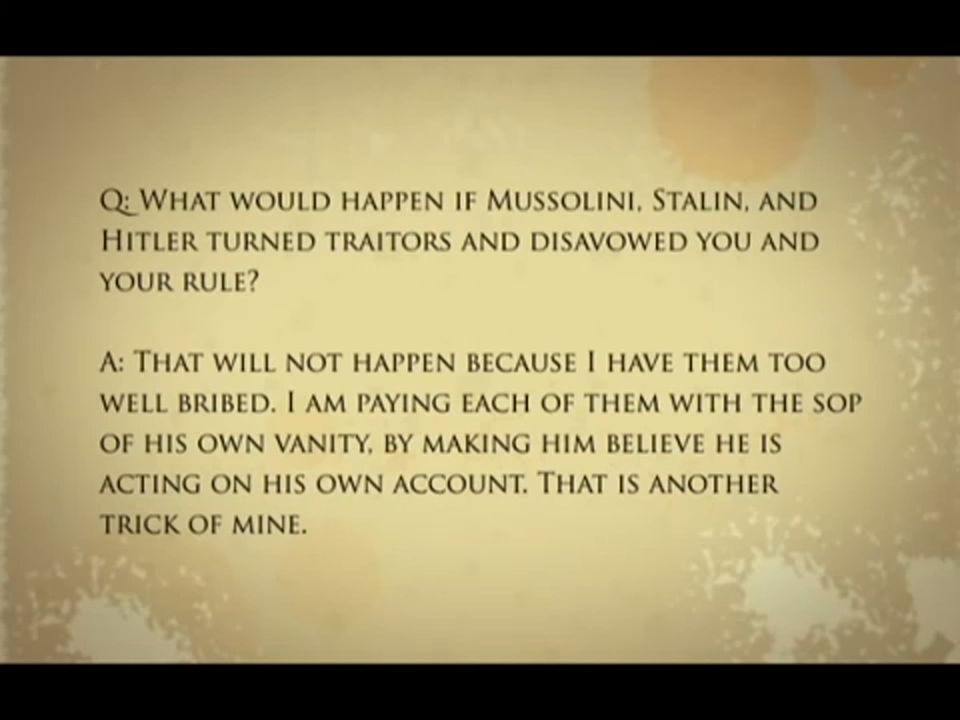 Q: What would happen if Mussolini, Stalin, and
Hitler turned traitors and disavowed you and
your rule?
A: That will not happen because I have them too
well bribed. I am paying each of them with the sop
of his own vanity, by making him believe he is
acting on his own account. That is another
trick of mine.